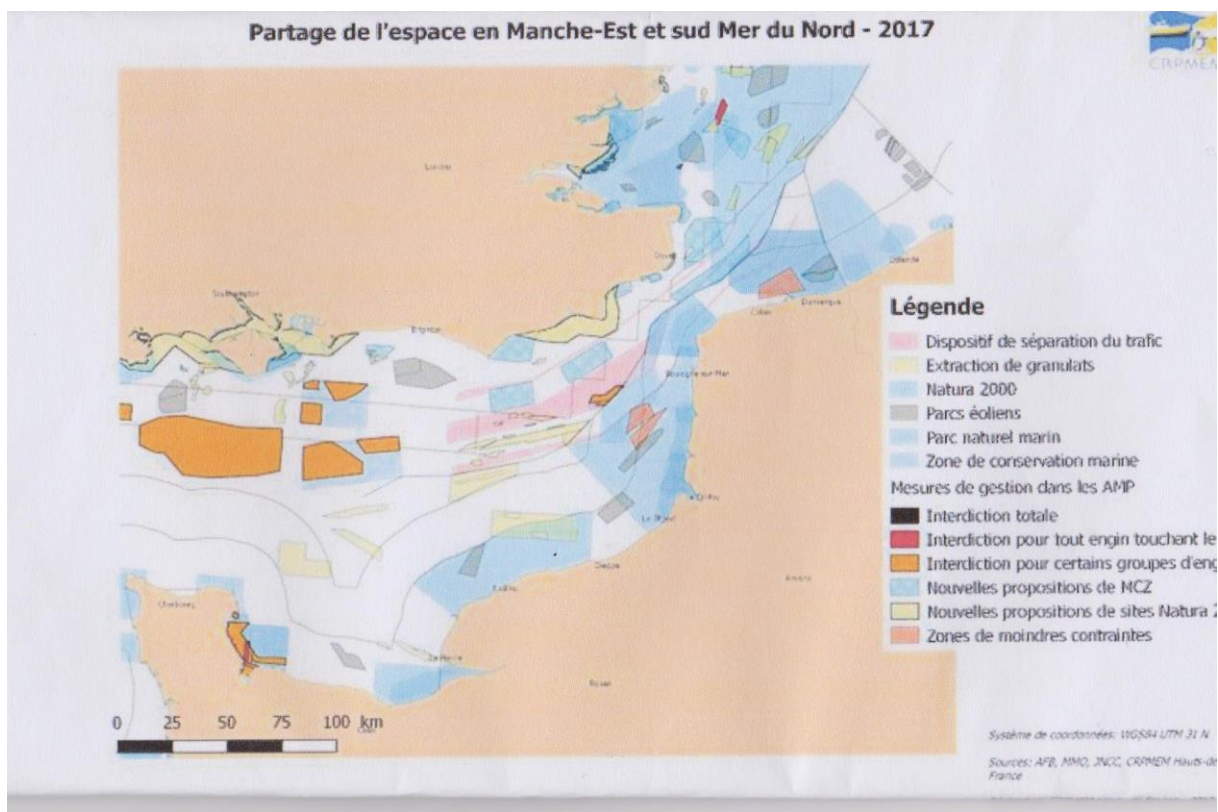 Partage de l'espace en Manche-Est et sud Mer du Nord - 2017
CRPMEM
Londres
Southampton
Brighton
Ostende
Dunkerque
Calais
Boulogne-sur-Mer
Le Tréport
Dieppe
Amiens
Cherbourg
Le Havre
Rouen
Caen
0 25 50 75 100 km
Légende
Dispositif de séparation du trafic
Extraction de granulats
Natura 2000
Parcs éoliens
Parc naturel marin
Zone de conservation marine
Mesures de gestion dans les AMP
Interdiction totale
Interdiction pour tout engin touchant le
Interdiction pour certains groupes d'eng
Nouvelles propositions de MCZ
Nouvelles propositions de sites Natura 2
Zones de moindres contraintes
Système de coordonnées: WGS84 UTM 31 N
Sources: AFB, MMO, JNCC, CRPMEM Hauts-de
France